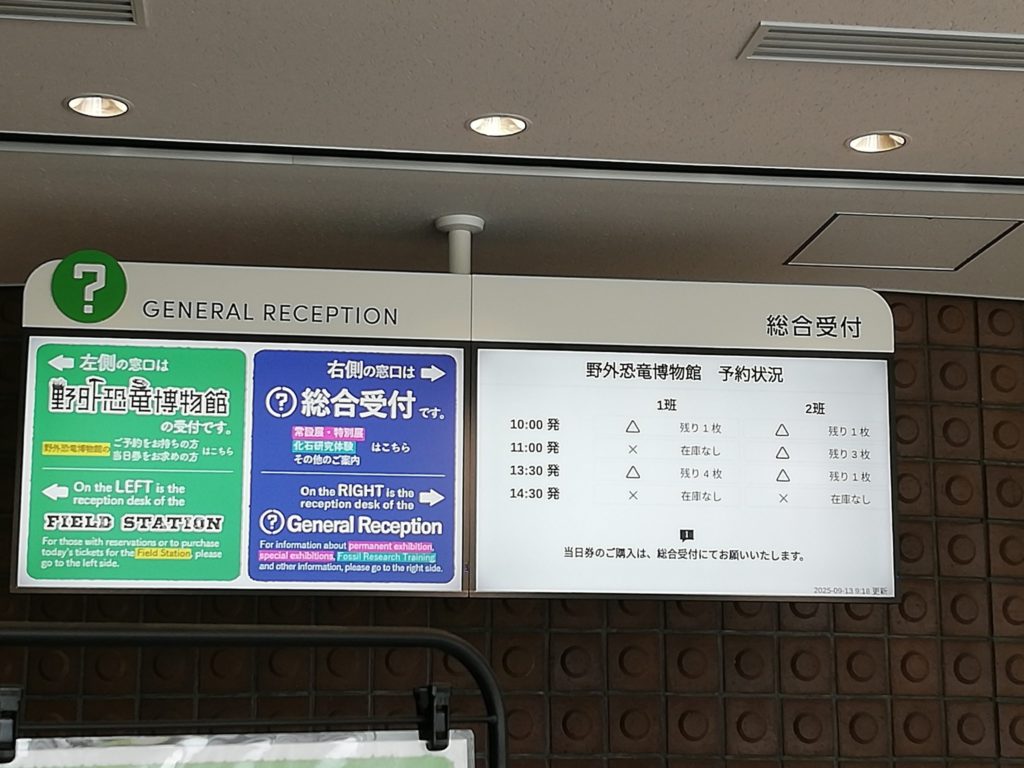 ?
GENERAL RECEPTION
総合受付
← 左側の窓口は
野外恐竜博物館
の受付です。
野外恐竜博物館の
ご予約をお持ちの方
当日券をお求めの方
はこちら
← On the LEFT is the
reception desk of the
FIELD STATION
For those with reservations or to purchase
today's tickets for the Field Station, please
go to the left side.
右側の窓口は →
? 総合受付です。
常設展・特別展
化石研究体験
その他のご案内
はこちら
On the RIGHT is the
reception desk of the →
? General Reception
For information about permanent exhibition,
special exhibitions, Fossil Research Training
and other information, please go to the right side.
野外恐竜博物館 予約状況
1班 2班
10:00 発 △ 残り 1 枚 △ 残り 1 枚
11:00 発 × 在庫なし △ 残り 3 枚
13:30 発 △ 残り 4 枚 △ 残り 1 枚
14:30 発 × 在庫なし × 在庫なし
当日券のご購入は、総合受付にてお願いいたします。
2025-09-13 9:18 更新